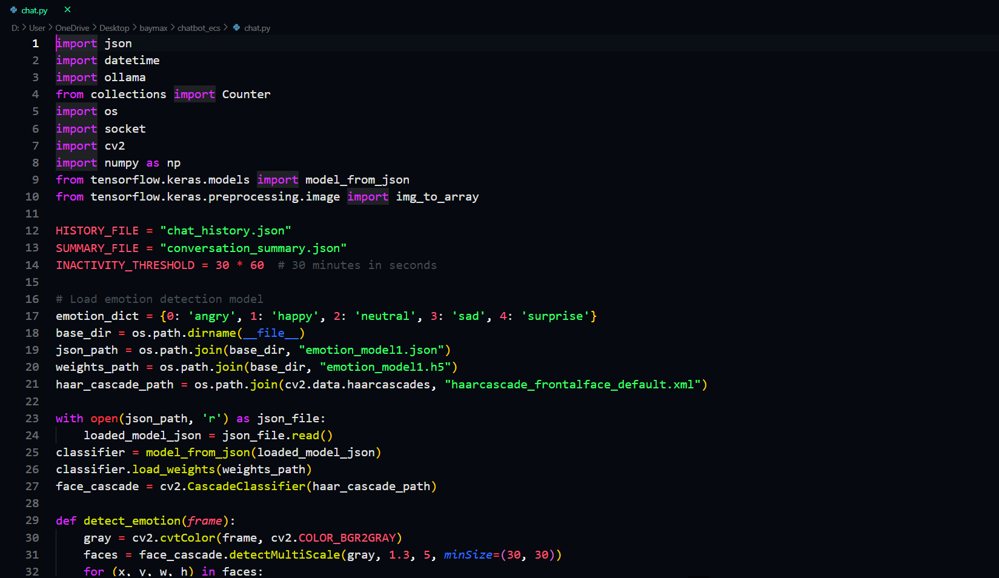 chat.py
D: > User > OneDrive > Desktop > baymax > chatbot_ecs > chat.py
1 import json
2 import datetime
3 import ollama
4 from collections import Counter
5 import os
6 import socket
7 import cv2
8 import numpy as np
9 from tensorflow.keras.models import model_from_json
10 from tensorflow.keras.preprocessing.image import img_to_array
11
12 HISTORY_FILE = "chat_history.json"
13 SUMMARY_FILE = "conversation_summary.json"
14 INACTIVITY_THRESHOLD = 30 * 60  # 30 minutes in seconds
15
16 # Load emotion detection model
17 emotion_dict = {0: 'angry', 1: 'happy', 2: 'neutral', 3: 'sad', 4: 'surprise'}
18 base_dir = os.path.dirname(__file__)
19 json_path = os.path.join(base_dir, "emotion_model1.json")
20 weights_path = os.path.join(base_dir, "emotion_model1.h5")
21 haar_cascade_path = os.path.join(cv2.data.haarcascades, "haarcascade_frontalface_default.xml")
22
23 with open(json_path, 'r') as json_file:
24     loaded_model_json = json_file.read()
25 classifier = model_from_json(loaded_model_json)
26 classifier.load_weights(weights_path)
27 face_cascade = cv2.CascadeClassifier(haar_cascade_path)
28
29 def detect_emotion(frame):
30     gray = cv2.cvtColor(frame, cv2.COLOR_BGR2GRAY)
31     faces = face_cascade.detectMultiScale(gray, 1.3, 5, minSize=(30, 30))
32     for (x, y, w, h) in faces: